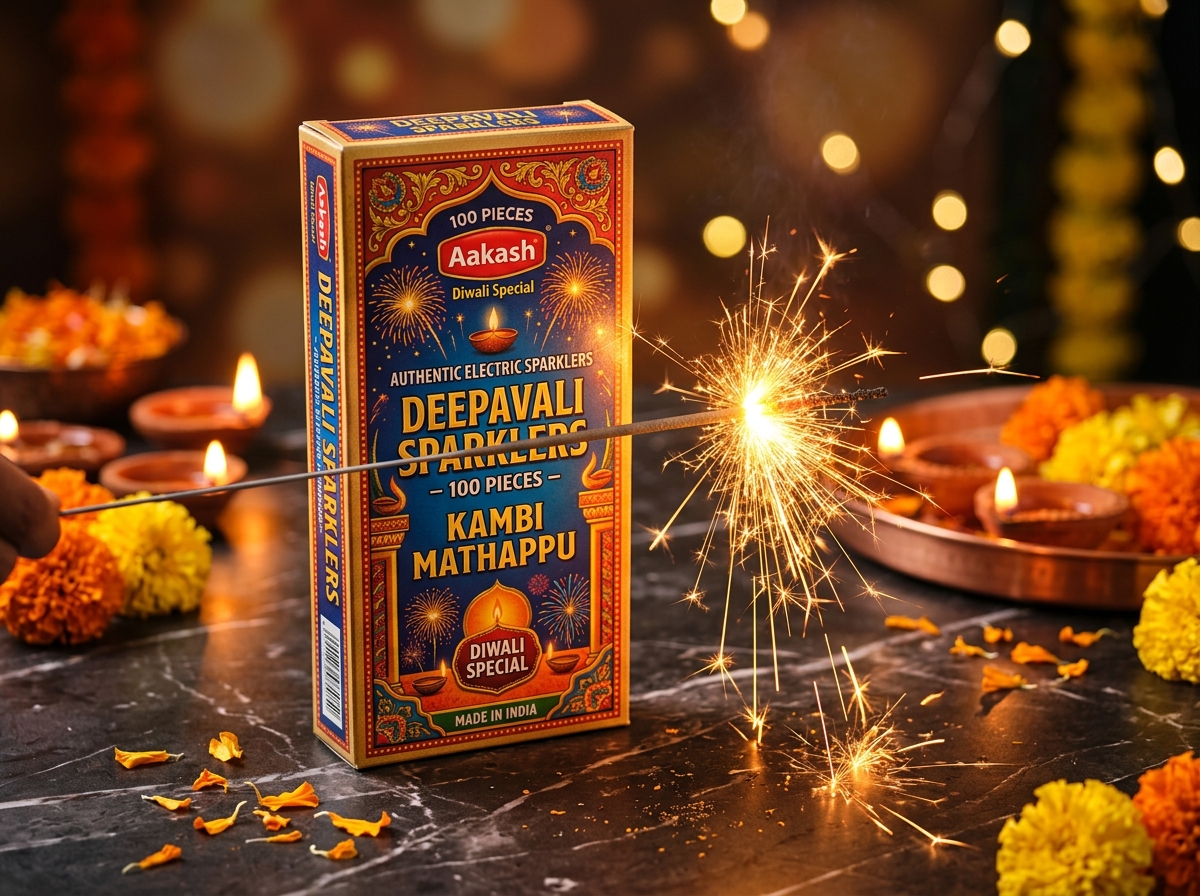 DEEPAVALI
SPARKLERS
100 PIECES
Aakash
Diwali Special
AUTHENTIC ELECTRIC SPARKLERS
DEEPAVALI
SPARKLERS
– 100 PIECES –
KAMBI
MATHAPPU
DIWALI
SPECIAL
MADE IN INDIA
Aakash
DEEPAVALI SPARKLERS